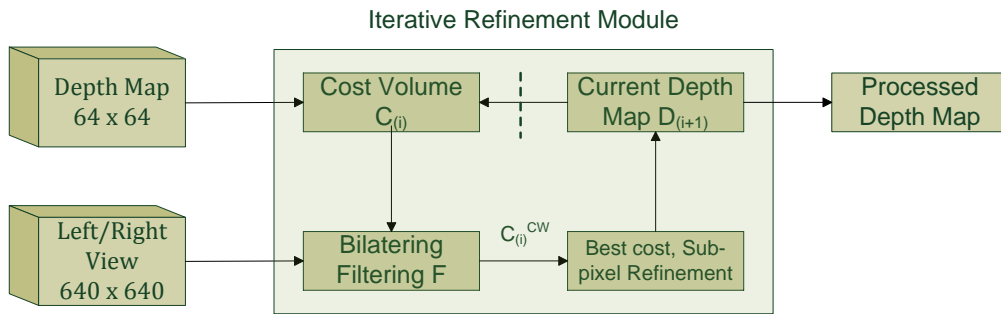 Iterative Refinement Module
Depth Map
64 x 64
Cost Volume
C(i)
Current Depth
Map D(i+1)
Processed
Depth Map
Left/Right
View
640 x 640
Bilatering
Filtering F
C(i)CW
Best cost, Sub-
pixel Refinement